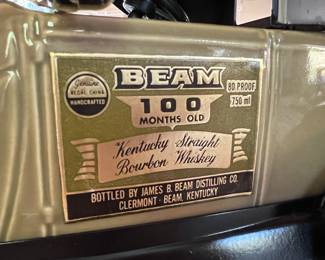 BEAM
Genuine
REGAL CHINA
HANDCRAFTED
80 PROOF
750 ml
100
MONTHS OLD
Kentucky Straight
Bourbon Whiskey
BOTTLED BY JAMES B. BEAM DISTILLING CO.
CLERMONT · BEAM, KENTUCKY